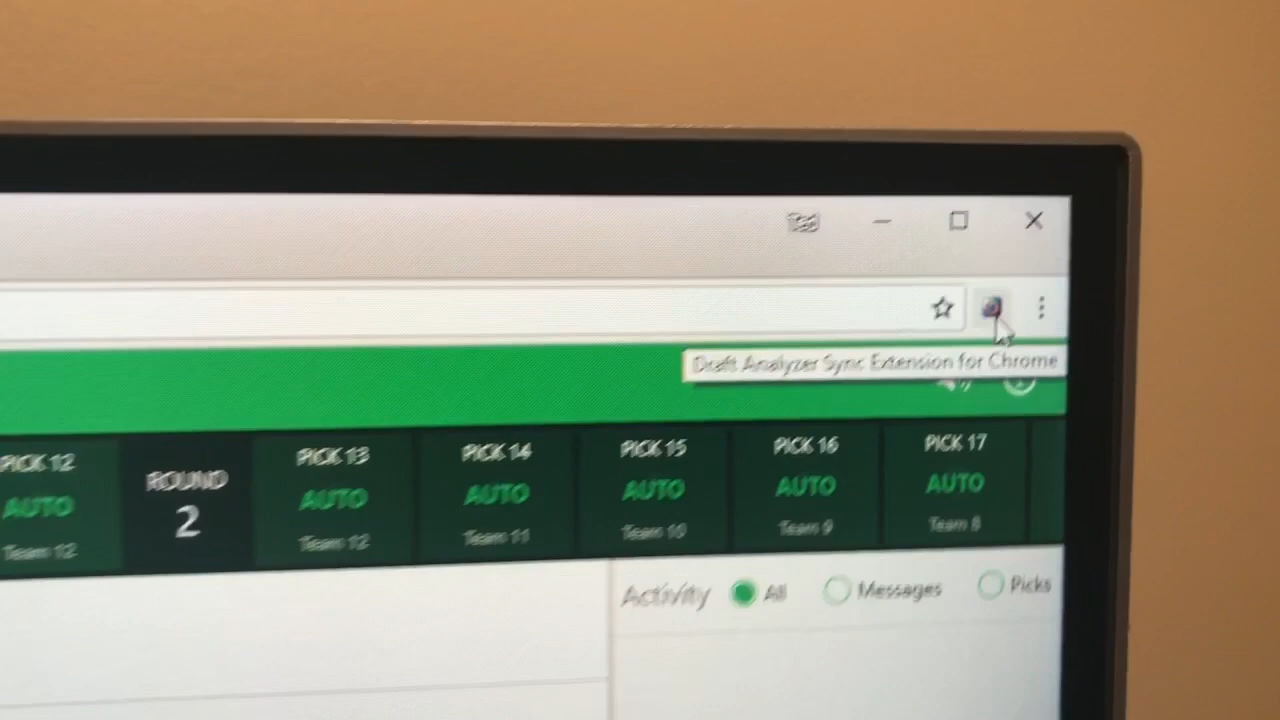 Draft Analyzer Sync Extension for Chrome
PICK 12
AUTO
Team 12
ROUND
2
PICK 13
AUTO
Team 12
PICK 14
AUTO
Team 11
PICK 15
AUTO
Team 10
PICK 16
AUTO
Team 9
PICK 17
AUTO
Team 8
Activity All Messages Picks